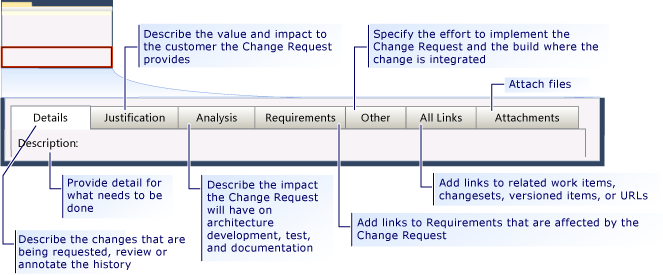 Describe the value and impact to
the customer the Change Request
provides
Specify the effort to implement the
Change Request and the build where the
change is integrated
Attach files
Details
Justification
Analysis
Requirements
Other
All Links
Attachments
Description:
Provide detail for
what needs to be
done
Describe the impact
the Change Request
will have on
architecture
development, test,
and documentation
Add links to related work items,
changesets, versioned items, or URLs
Add links to Requirements that are affected by the
Change Request
Describe the changes that are
being requested, review or
annotate the history